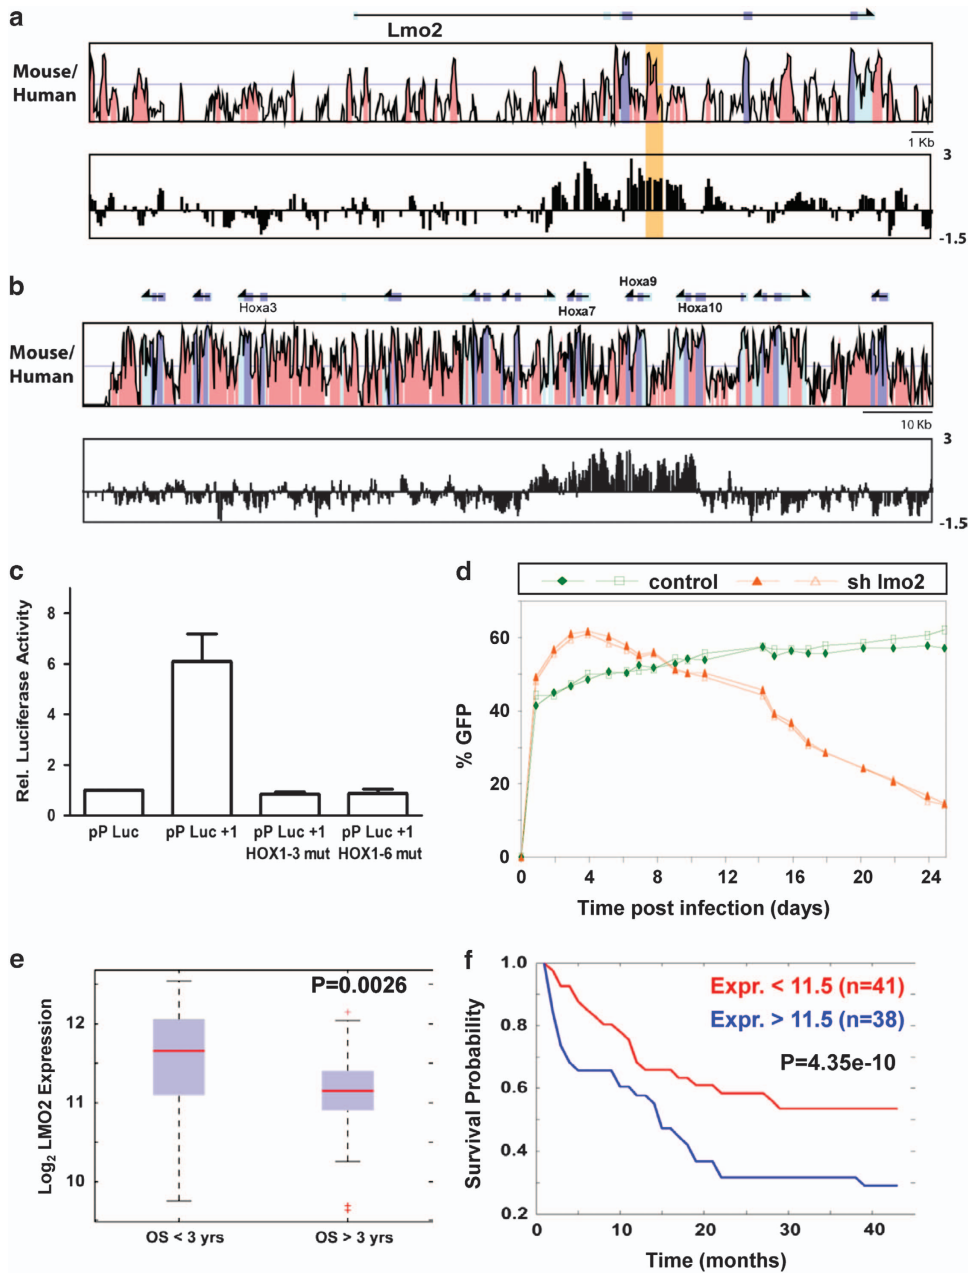 a
Lmo2
Mouse/
Human
1 Kb
3
-1.5
b
Hoxa3
Hoxa7
Hoxa9
Hoxa10
Mouse/
Human
10 Kb
3
-1.5
c
Rel. Luciferase Activity
8
6
4
2
0
pP Luc
pP Luc +1
pP Luc +1
HOX1-3 mut
pP Luc +1
HOX1-6 mut
d
control
sh lmo2
% GFP
60
40
20
0
0 4 8 12 16 20 24
Time post infection (days)
e
P=0.0026
Log2 LMO2 Expression
12
11
10
OS < 3 yrs
OS > 3 yrs
f
Expr. < 11.5 (n=41)
Expr. > 11.5 (n=38)
P=4.35e-10
Survival Probability
1.0
0.8
0.6
0.4
0.2
0 10 20 30 40
Time (months)